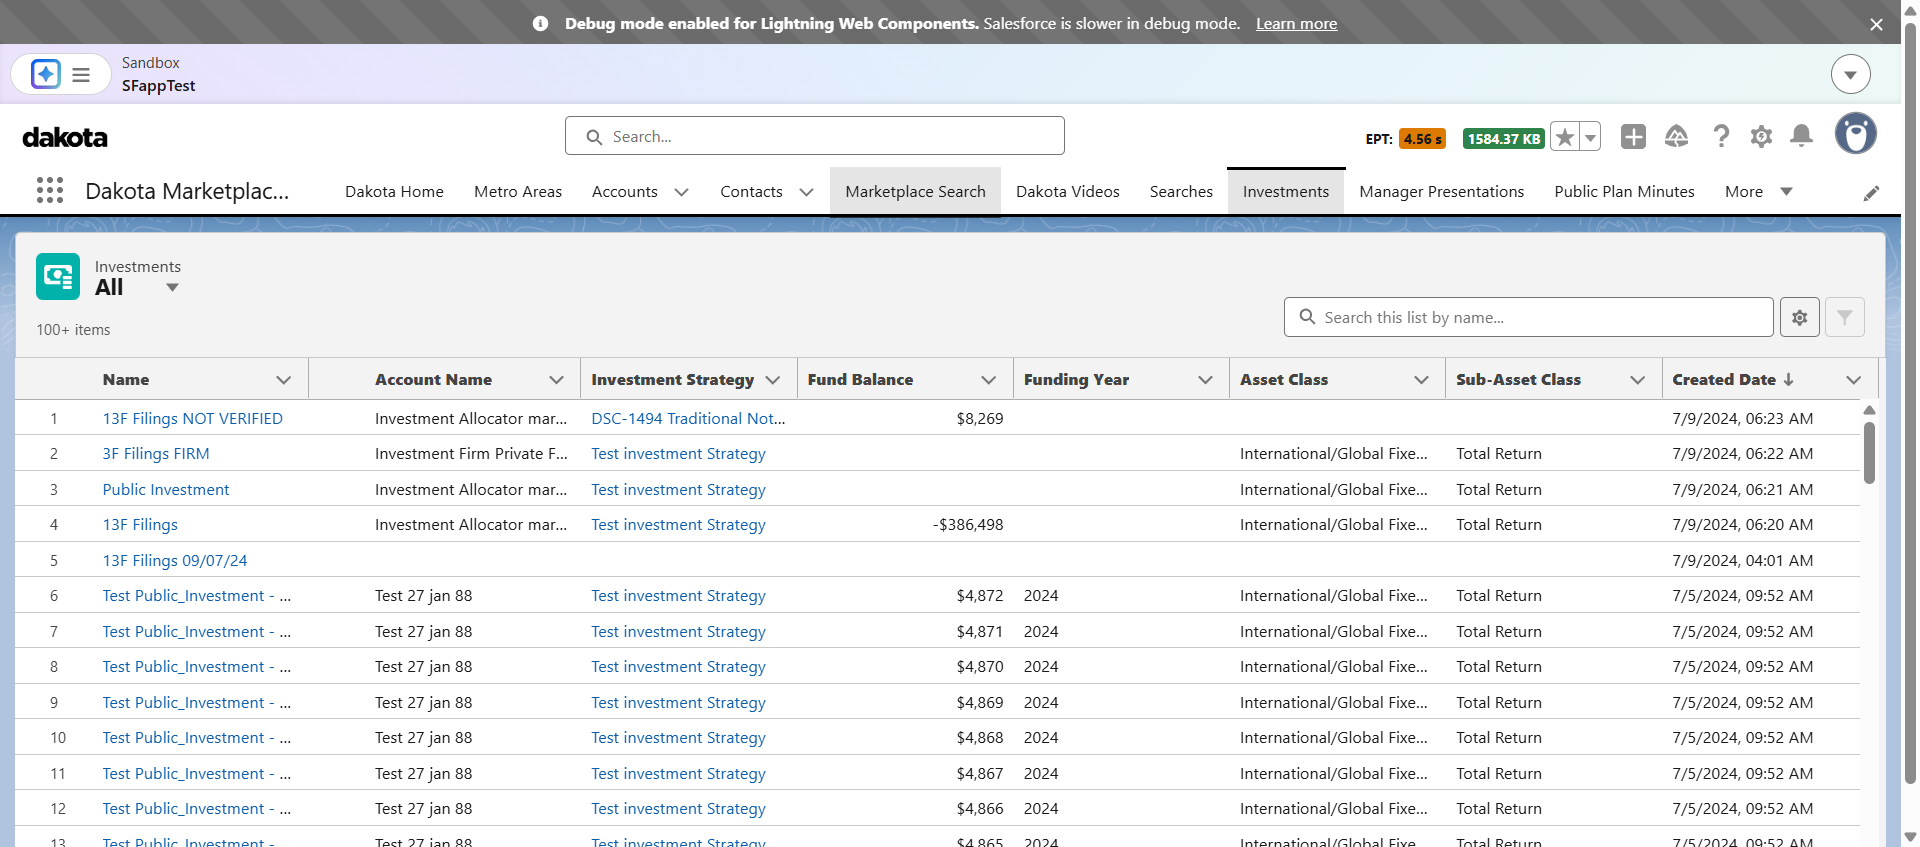 Debug mode enabled for Lightning Web Components. Salesforce is slower in debug mode. Learn more
Sandbox
SFappTest
dakota
Search...
EPT: 4.56 s 1584.37 KB
Dakota Marketplac...
Dakota Home Metro Areas Accounts Contacts Marketplace Search Dakota Videos Searches Investments Manager Presentations Public Plan Minutes More
Investments
All
100+ items
Search this list by name...
Name Account Name Investment Strategy Fund Balance Funding Year Asset Class Sub-Asset Class Created Date
1 13F Filings NOT VERIFIED Investment Allocator mar... DSC-1494 Traditional Not... $8,269 7/9/2024, 06:23 AM
2 3F Filings FIRM Investment Firm Private F... Test investment Strategy International/Global Fixe... Total Return 7/9/2024, 06:22 AM
3 Public Investment Investment Allocator mar... Test investment Strategy International/Global Fixe... Total Return 7/9/2024, 06:21 AM
4 13F Filings Investment Allocator mar... Test investment Strategy -$386,498 International/Global Fixe... Total Return 7/9/2024, 06:20 AM
5 13F Filings 09/07/24 7/9/2024, 04:01 AM
6 Test Public_Investment - ... Test 27 jan 88 Test investment Strategy $4,872 2024 International/Global Fixe... Total Return 7/5/2024, 09:52 AM
7 Test Public_Investment - ... Test 27 jan 88 Test investment Strategy $4,871 2024 International/Global Fixe... Total Return 7/5/2024, 09:52 AM
8 Test Public_Investment - ... Test 27 jan 88 Test investment Strategy $4,870 2024 International/Global Fixe... Total Return 7/5/2024, 09:52 AM
9 Test Public_Investment - ... Test 27 jan 88 Test investment Strategy $4,869 2024 International/Global Fixe... Total Return 7/5/2024, 09:52 AM
10 Test Public_Investment - ... Test 27 jan 88 Test investment Strategy $4,868 2024 International/Global Fixe... Total Return 7/5/2024, 09:52 AM
11 Test Public_Investment - ... Test 27 jan 88 Test investment Strategy $4,867 2024 International/Global Fixe... Total Return 7/5/2024, 09:52 AM
12 Test Public_Investment - ... Test 27 jan 88 Test investment Strategy $4,866 2024 International/Global Fixe... Total Return 7/5/2024, 09:52 AM
13 Test Public_Investment - ... Test 27 jan 88 Test investment Strategy $4,865 2024 International/Global Fixe... Total Return 7/5/2024, 09:52 AM